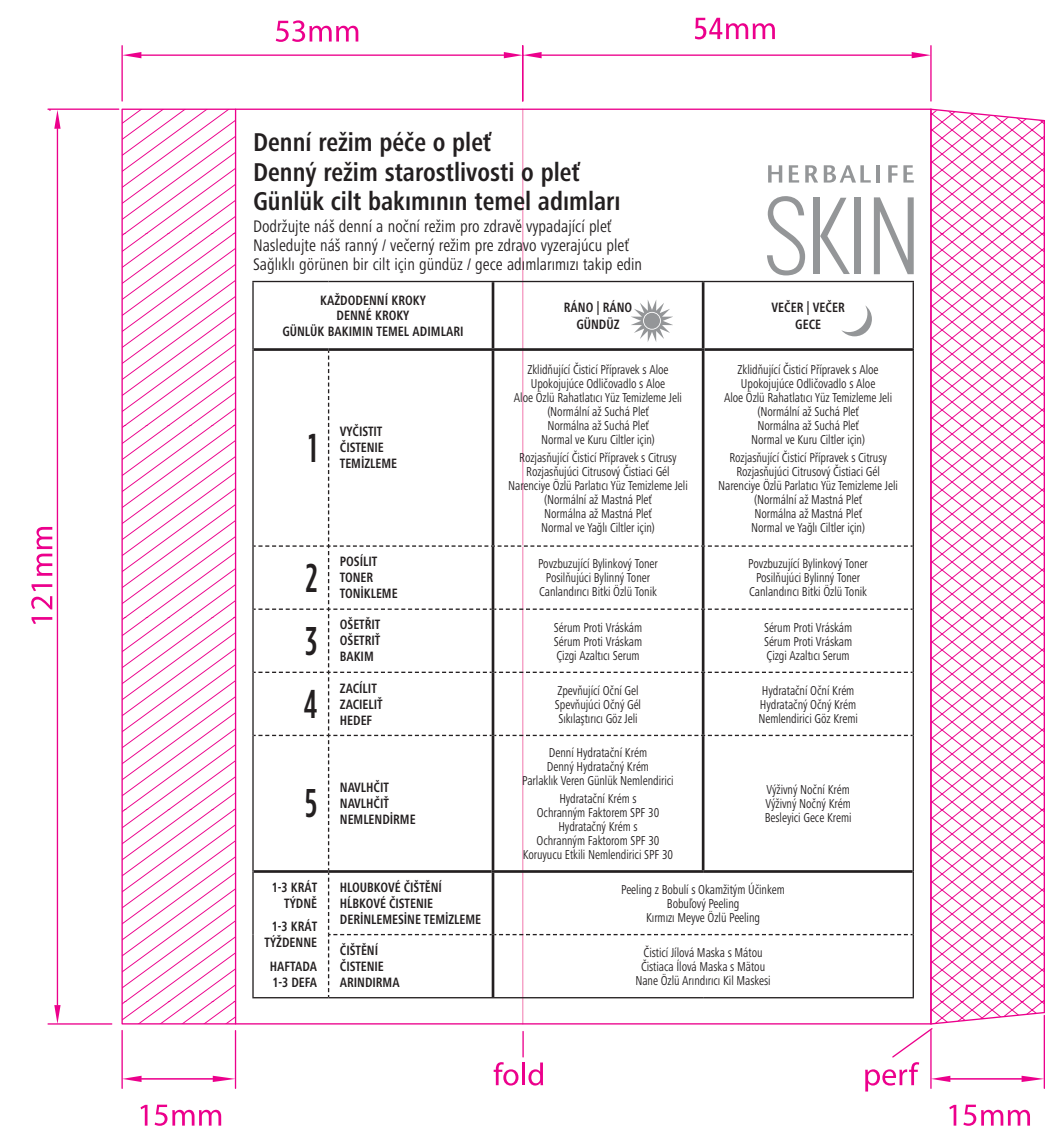 53mm
54mm
121mm
Denní režim péče o pleť
Denný režim starostlivosti o pleť
Günlük cilt bakımının temel adımları
Dodržujte náš denní a noční režim pro zdravě vypadající pleť
Nasledujte náš ranný / večerný režim pre zdravo vyzerajúcu pleť
Sağlıklı görünen bir cilt için gündüz / gece adımlarımızı takip edin
HERBALIFE
SKIN
KAŽDODENNÍ KROKY
DENNÉ KROKY
GÜNLÜK BAKIMIN TEMEL ADIMLARI
RÁNO | RÁNO
GÜNDÜZ
VEČER | VEČER
GECE
1
VYČISTIT
ČISTENIE
TEMİZLEME
Zklidňující Čisticí Přípravek s Aloe
Upokojujúce Odličovadlo s Aloe
Aloe Özlü Rahatlatıcı Yüz Temizleme Jeli
(Normální až Suchá Pleť
Normálna až Suchá Pleť
Normal ve Kuru Ciltler için)
Rozjasňující Čisticí Přípravek s Citrusy
Rozjasňujúci Citrusový Čistiaci Gél
Narenciye Özlü Parlatıcı Yüz Temizleme Jeli
(Normální až Mastná Pleť
Normálna až Mastná Pleť
Normal ve Yağlı Ciltler için)
Zklidňující Čisticí Přípravek s Aloe
Upokojujúce Odličovadlo s Aloe
Aloe Özlü Rahatlatıcı Yüz Temizleme Jeli
(Normální až Suchá Pleť
Normálna až Suchá Pleť
Normal ve Kuru Ciltler için)
Rozjasňující Čisticí Přípravek s Citrusy
Rozjasňujúci Citrusový Čistiaci Gél
Narenciye Özlü Parlatıcı Yüz Temizleme Jeli
(Normální až Mastná Pleť
Normálna až Mastná Pleť
Normal ve Yağlı Ciltler için)
2
POSÍLIT
TONER
TONİKLEME
Povzbuzující Bylinkový Toner
Posilňujúci Bylinný Toner
Canlandırıcı Bitki Özlü Tonik
Povzbuzující Bylinkový Toner
Posilňujúci Bylinný Toner
Canlandırıcı Bitki Özlü Tonik
3
OŠETŘIT
OŠETRIŤ
BAKIM
Sérum Proti Vráskám
Sérum Proti Vráskam
Çizgi Azaltıcı Serum
Sérum Proti Vráskám
Sérum Proti Vráskam
Çizgi Azaltıcı Serum
4
ZACÍLIT
ZACIELIŤ
HEDEF
Zpevňující Oční Gel
Spevňujúci Očný Gél
Sıkılaştırıcı Göz Jeli
Hydratační Oční Krém
Hydratačný Očný Krém
Nemlendirici Göz Kremi
5
NAVLHČIT
NAVLHČIŤ
NEMLENDİRME
Denní Hydratační Krém
Denný Hydratačný Krém
Parlaklık Veren Günlük Nemlendirici
Hydratační Krém s
Ochranným Faktorem SPF 30
Hydratačný Krém s
Ochranným Faktorom SPF 30
Koruyucu Etkili Nemlendirici SPF 30
Výživný Noční Krém
Výživný Nočný Krém
Besleyici Gece Kremi
1-3 KRÁT
TÝDNĚ
1-3 KRÁT
TÝŽDENNE
HAFTADA
1-3 DEFA
HLOUBKOVÉ ČIŠTĚNÍ
HĹBKOVÉ ČISTENIE
DERİNLEMESİNE TEMİZLEME
Peeling z Bobulí s Okamžitým Účinkem
Bobuľový Peeling
Kırmızı Meyve Özlü Peeling
ČIŠTĚNÍ
ČISTENIE
ARINDIRMA
Čisticí Jílová Maska s Mátou
Čistiaca Ílová Maska s Mätou
Nane Özlü Arındırıcı Kil Maskesi
fold
perf
15mm
15mm